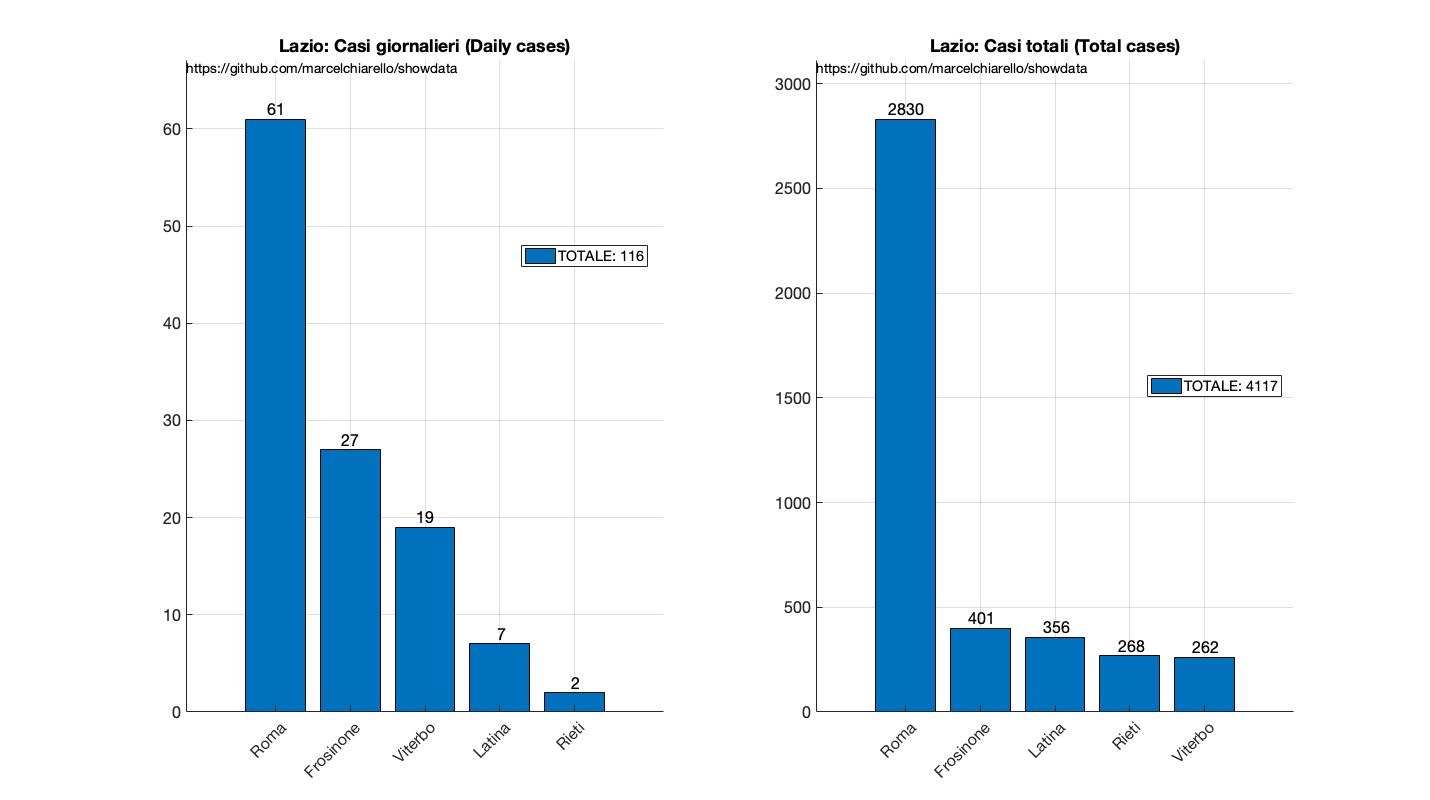 Lazio: Casi giornalieri (Daily cases)
https://github.com/marcelchiarello/showdata
61
60
50
TOTALE: 116
40
30
27
20
19
10
7
2
0
Roma
Frosinone
Viterbo
Latina
Rieti
Lazio: Casi totali (Total cases)
https://github.com/marcelchiarello/showdata
3000
2830
2500
2000
TOTALE: 4117
1500
1000
500
401
356
268
262
0
Roma
Frosinone
Latina
Rieti
Viterbo